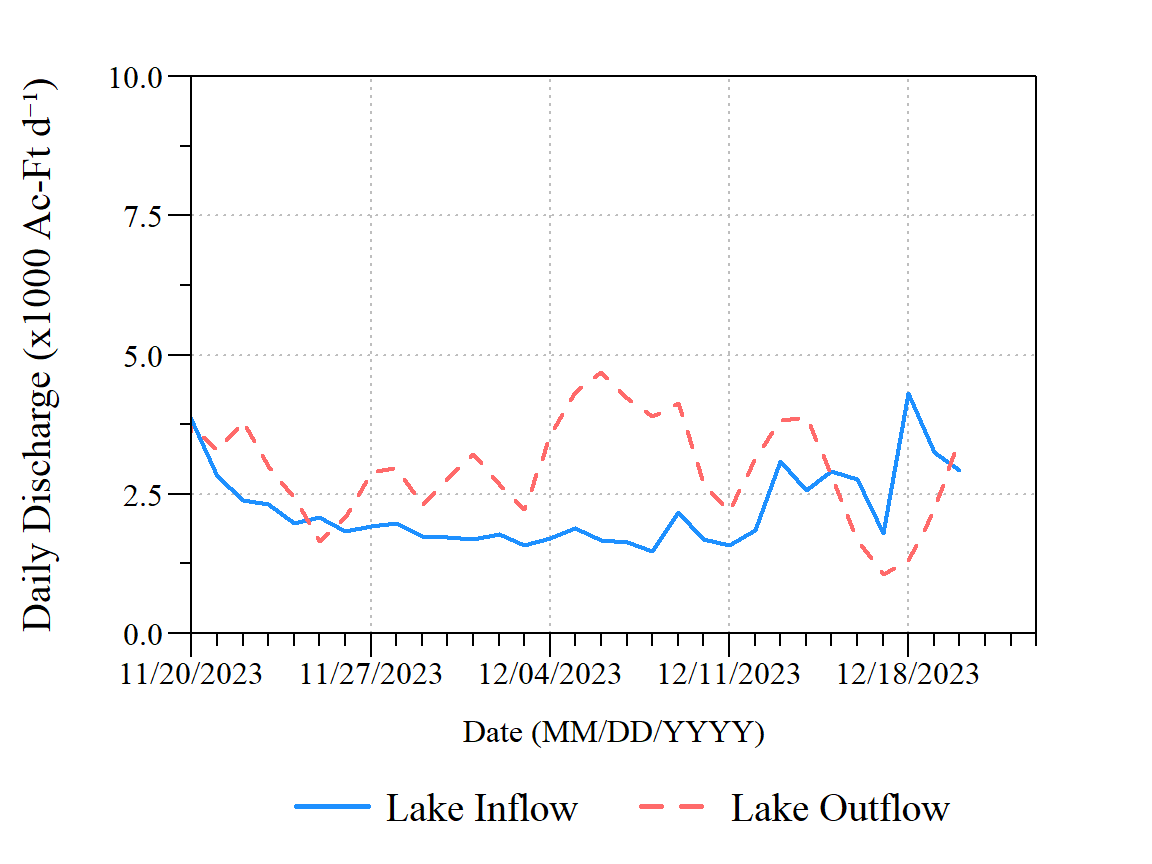 Daily Discharge (x1000 Ac-Ft d⁻¹)
10.0
7.5
5.0
2.5
0.0
11/20/2023 11/27/2023 12/04/2023 12/11/2023 12/18/2023
Date (MM/DD/YYYY)
Lake Inflow Lake Outflow